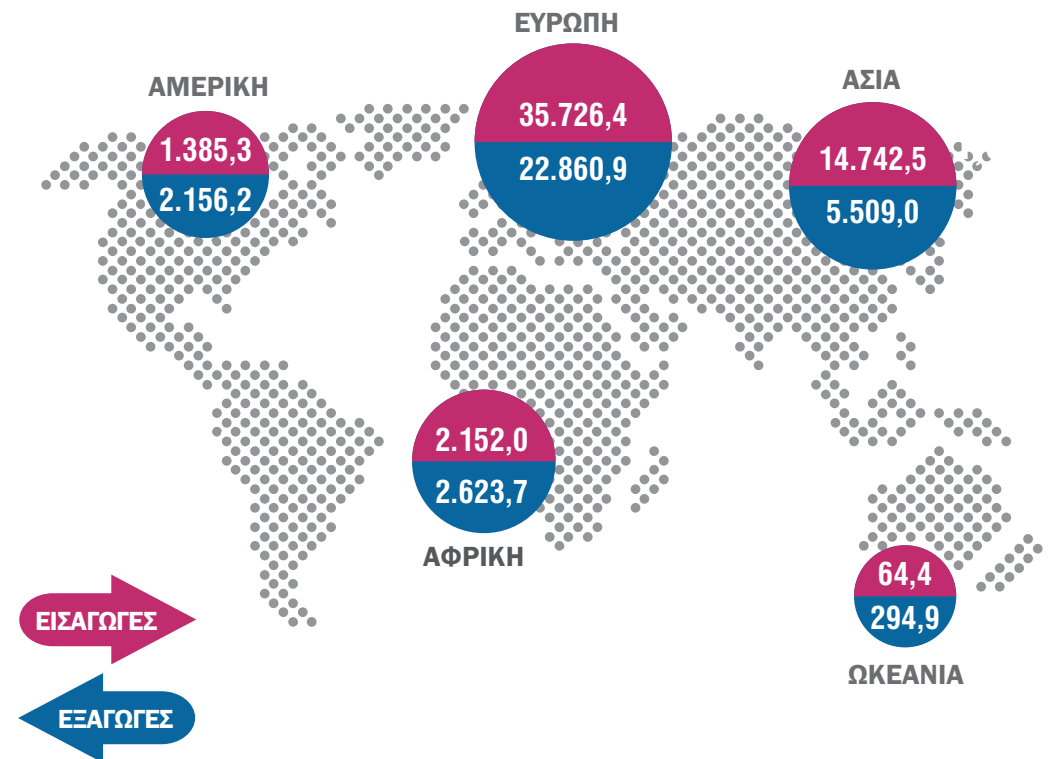 ΕΥΡΩΠΗ
35.726,4
22.860,9
ΑΜΕΡΙΚΗ
1.385,3
2.156,2
ΑΣΙΑ
14.742,5
5.509,0
2.152,0
2.623,7
ΑΦΡΙΚΗ
64,4
294,9
ΩΚΕΑΝΙΑ
ΕΙΣΑΓΩΓΕΣ
ΕΞΑΓΩΓΕΣ